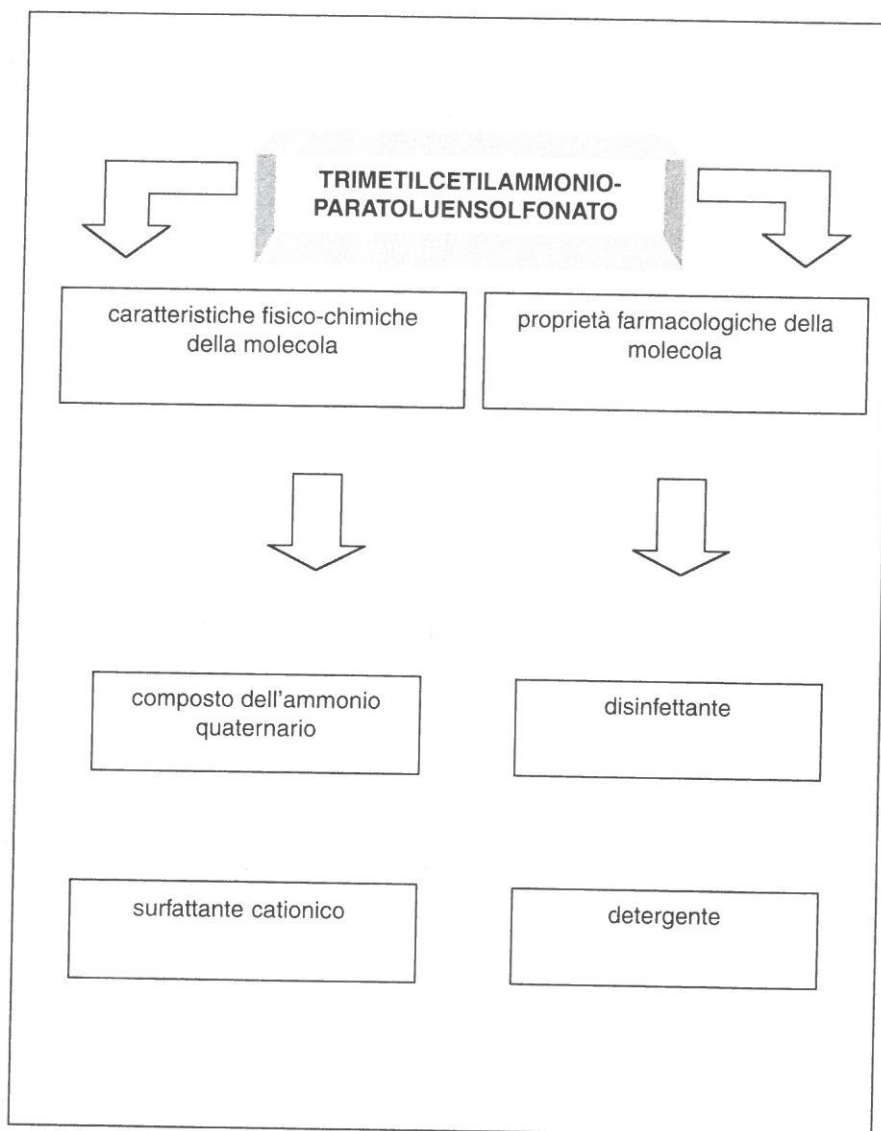 TRIMETILCETILAMMONIO-
PARATOLUENSOLFONATO
caratteristiche fisico-chimiche
della molecola
proprietà farmacologiche della
molecola
composto dell'ammonio
quaternario
disinfettante
surfattante cationico
detergente